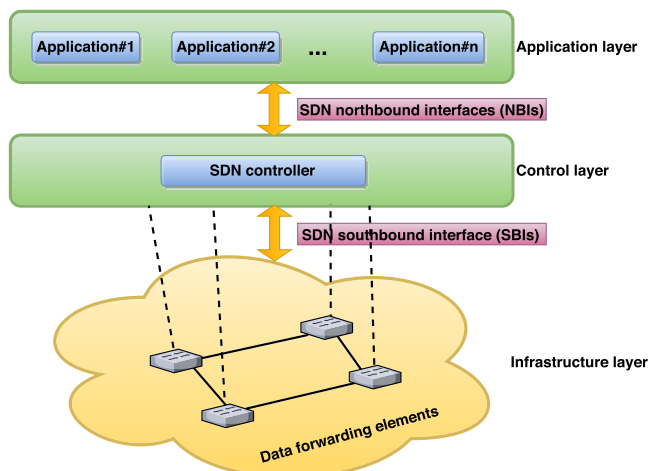 Application#1 Application#2 ... Application#n Application layer
SDN northbound interfaces (NBIs)
SDN controller Control layer
SDN southbound interface (SBIs)
Infrastructure layer
Data forwarding elements